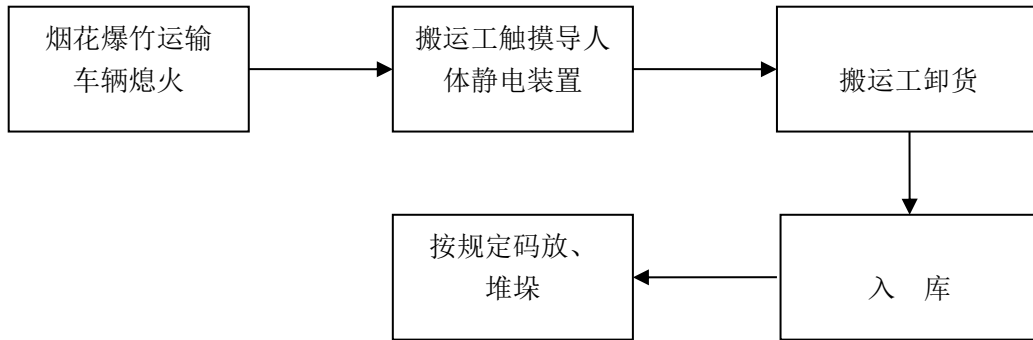 烟花爆竹运输
车辆熄火
搬运工触摸导人
体静电装置
搬运工卸货
按规定码放、
堆垛
入　库